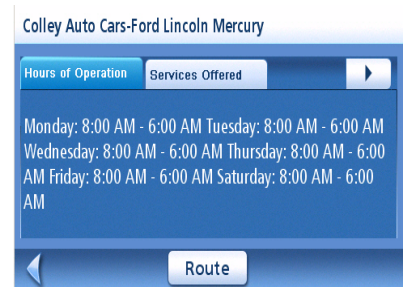 Colley Auto Cars-Ford Lincoln Mercury
Hours of Operation Services Offered
Monday: 8:00 AM - 6:00 AM Tuesday: 8:00 AM - 6:00 AM
Wednesday: 8:00 AM - 6:00 AM Thursday: 8:00 AM - 6:00
AM Friday: 8:00 AM - 6:00 AM Saturday: 8:00 AM - 6:00
AM
Route